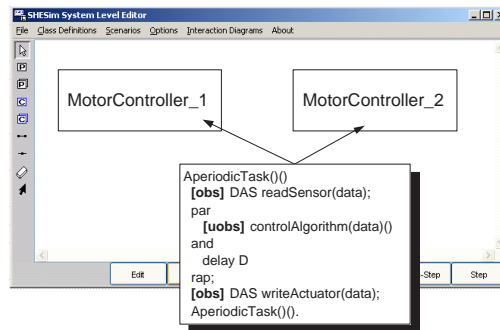 SHESim System Level Editor
File Class Definitions Scenarios Options Interaction Diagrams About
P
P
C
C
MotorController_1 MotorController_2
AperiodicTask()()
[obs] DAS readSensor(data);
par
[uobs] controlAlgorithm(data)()
and
delay D
rap;
[obs] DAS writeActuator(data);
AperiodicTask()().
Edit -Step Step